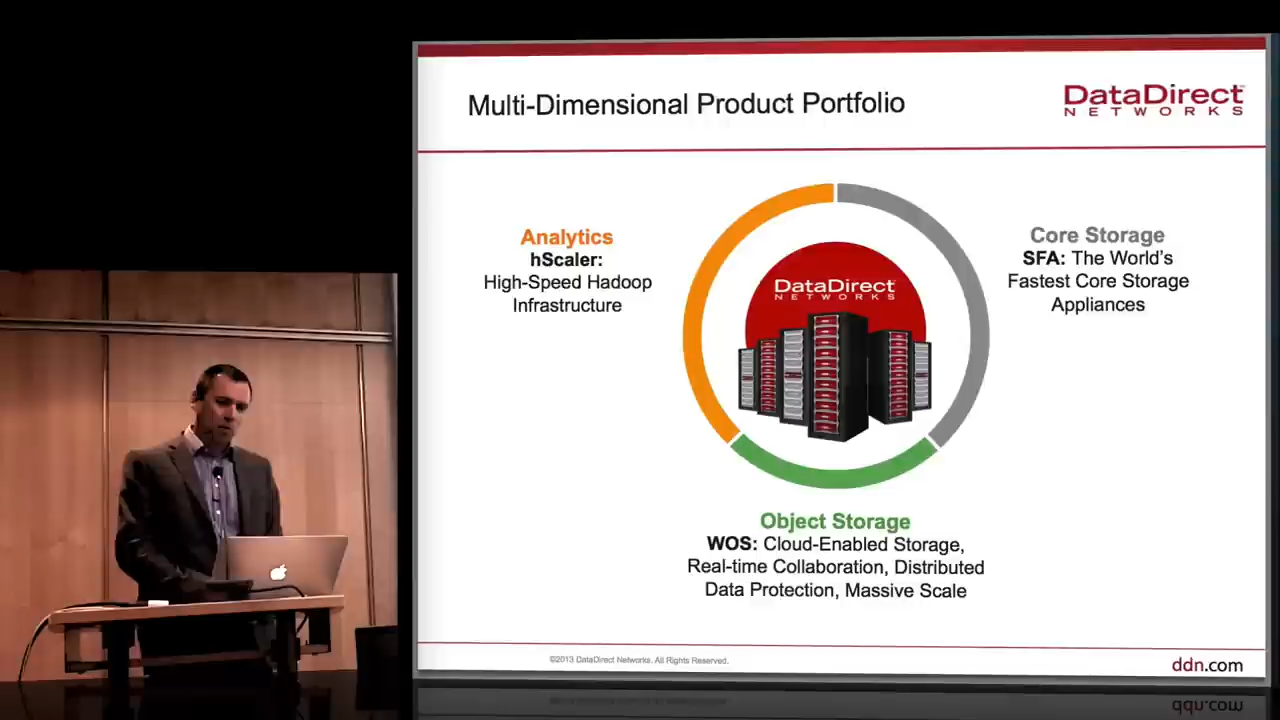 Multi-Dimensional Product Portfolio
DataDirect™
NETWORKS
Analytics
hScaler:
High-Speed Hadoop
Infrastructure
Core Storage
SFA: The World's
Fastest Core Storage
Appliances
DataDirect
NETWORKS
Object Storage
WOS: Cloud-Enabled Storage,
Real-time Collaboration, Distributed
Data Protection, Massive Scale
©2013 DataDirect Networks. All Rights Reserved.
ddn.com